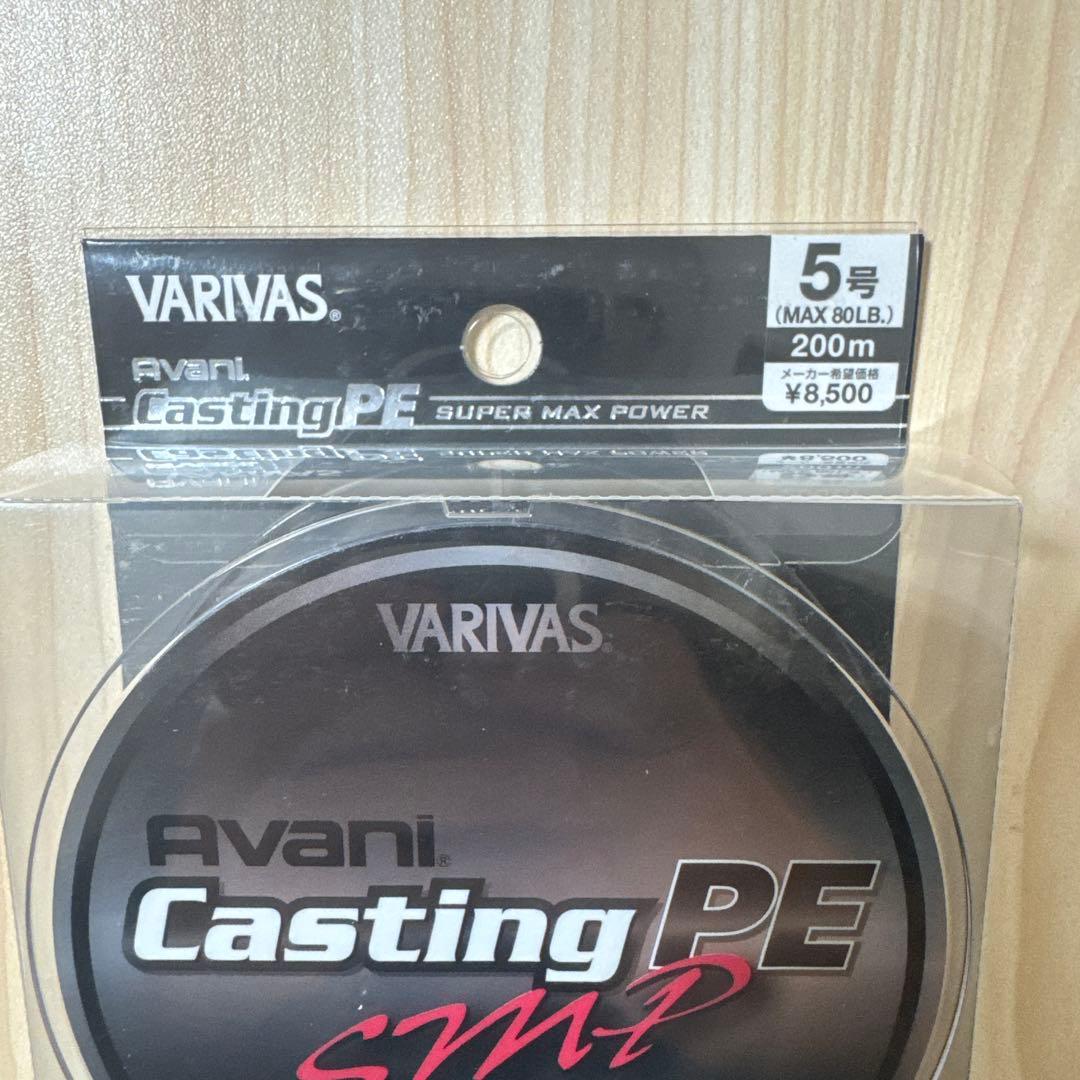 VARIVAS®
Avani
Casting PE SUPER MAX POWER
5号
(MAX 80LB.)
200m
メーカー希望価格
¥8,500
VARIVAS®
Avani®
Casting PE
SMP